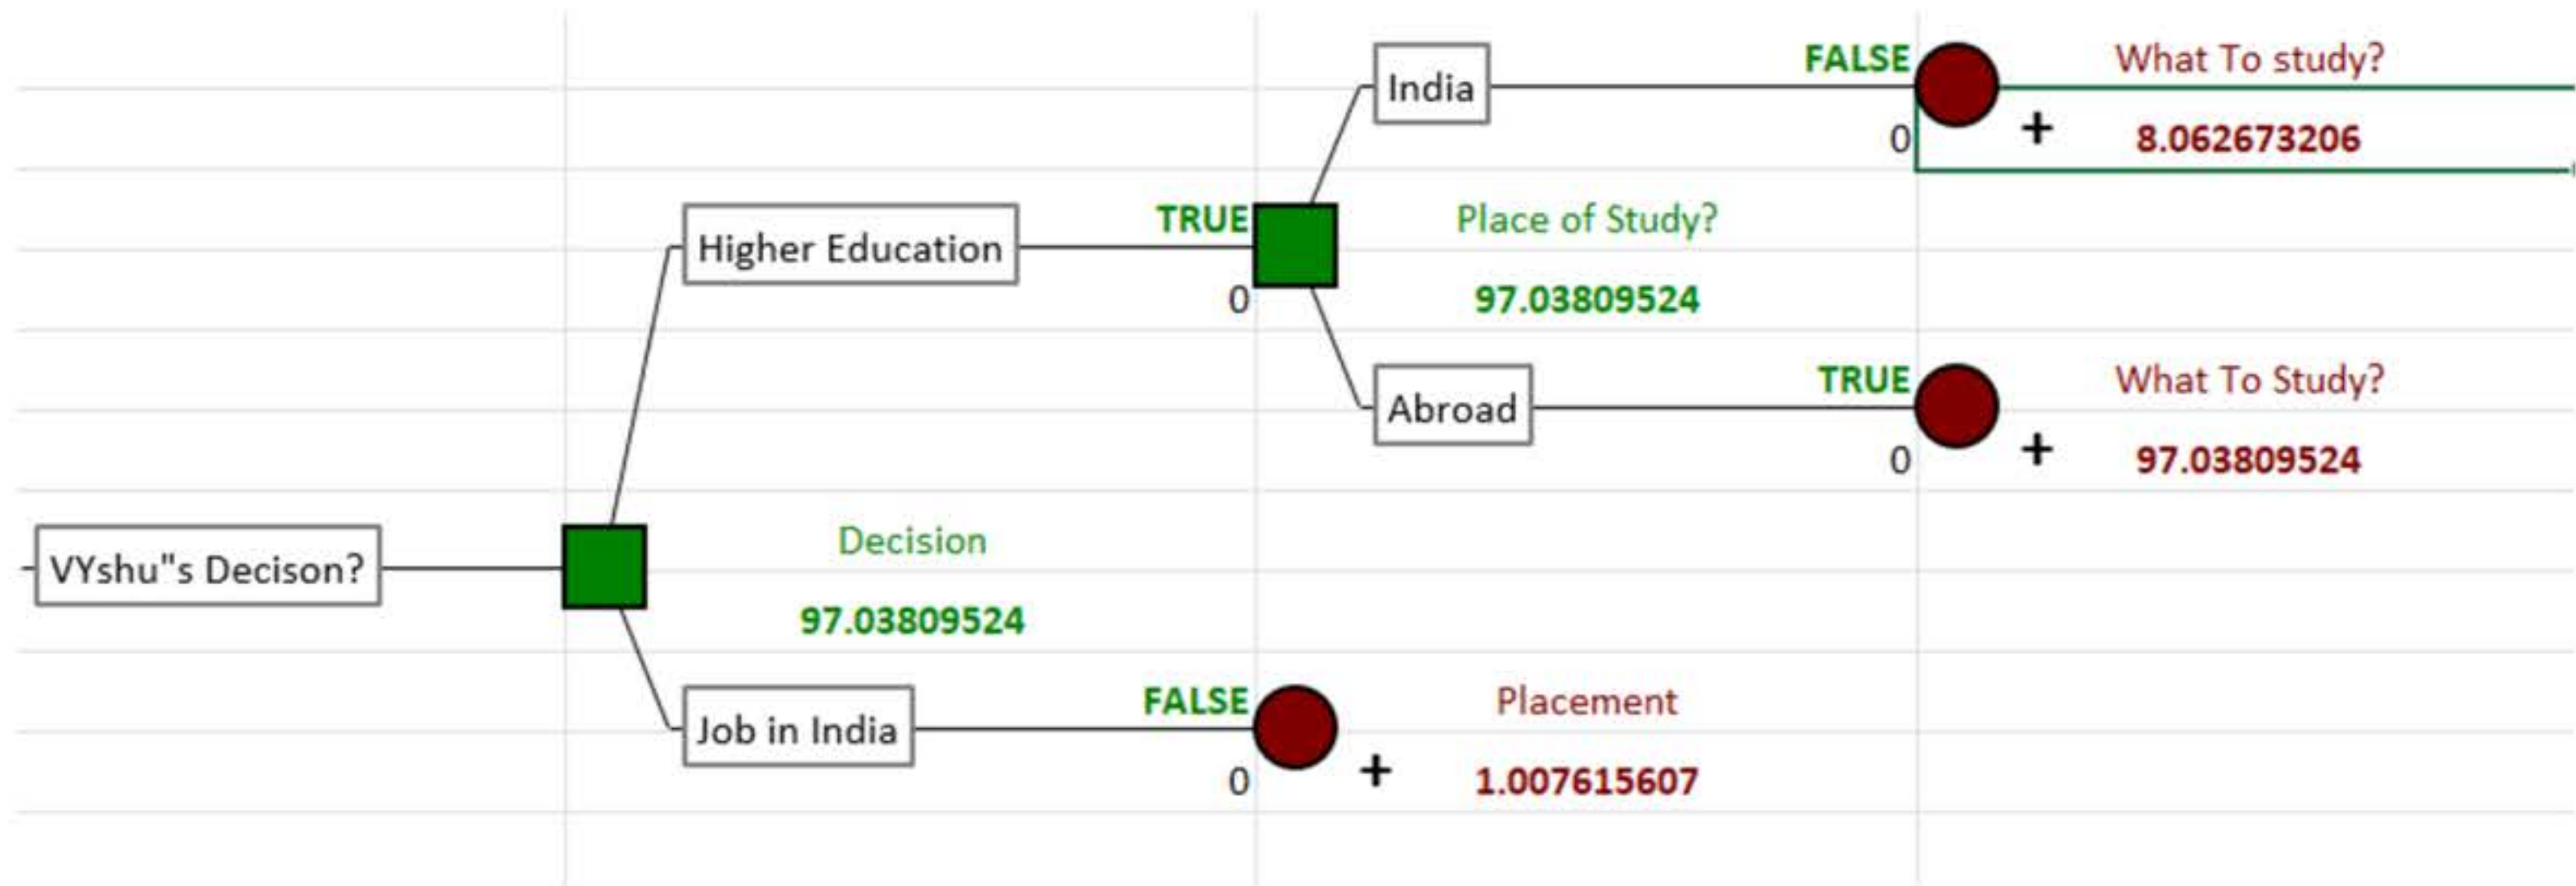 India
FALSE
What To study?
0
+
8.062673206
Higher Education
TRUE
Place of Study?
0
97.03809524
Abroad
TRUE
What To Study?
0
+
97.03809524
VYshu"s Decison?
Decision
97.03809524
Job in India
FALSE
Placement
0
+
1.007615607